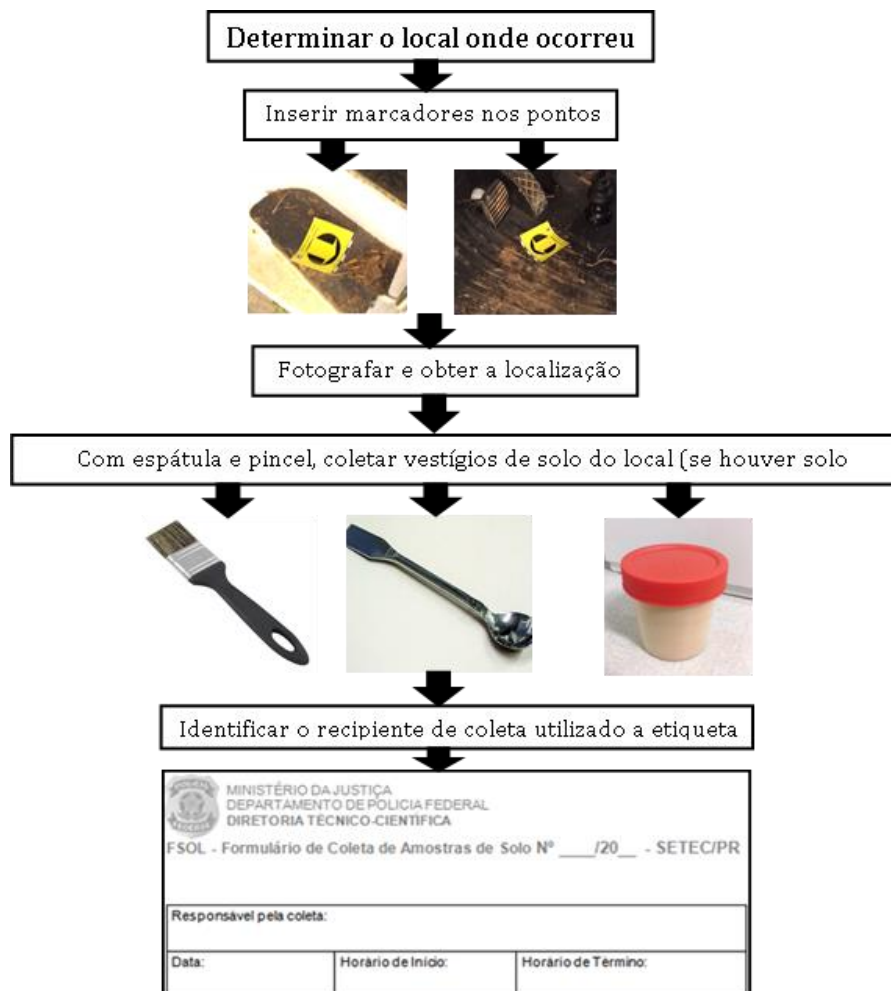 Determinar o local onde ocorreu
Inserir marcadores nos pontos
Fotografar e obter a localização
Com espátula e pincel, coletar vestígios de solo do local (se houver solo
Identificar o recipiente de coleta utilizado a etiqueta
MINISTÉRIO DA JUSTIÇA
DEPARTAMENTO DE POLICIA FEDERAL
DIRETORIA TÉCNICO-CIENTÍFICA
FSOL - Formulário de Coleta de Amostras de Solo Nº ____/20__ - SETEC/PR
Responsável pela coleta:
Data: Horário de Início: Horário de Término: